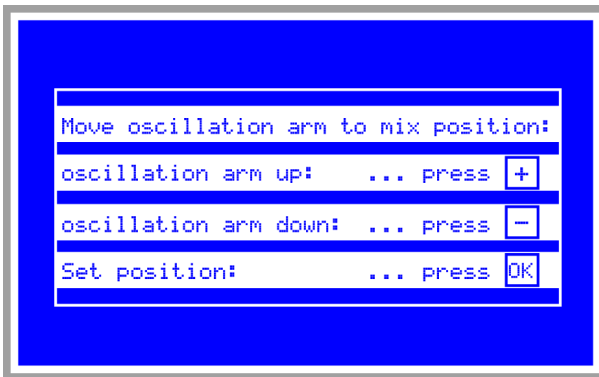 Move oscillation arm to mix position:
oscillation arm up: ... press +
oscillation arm down: ... press -
Set position: ... press OK